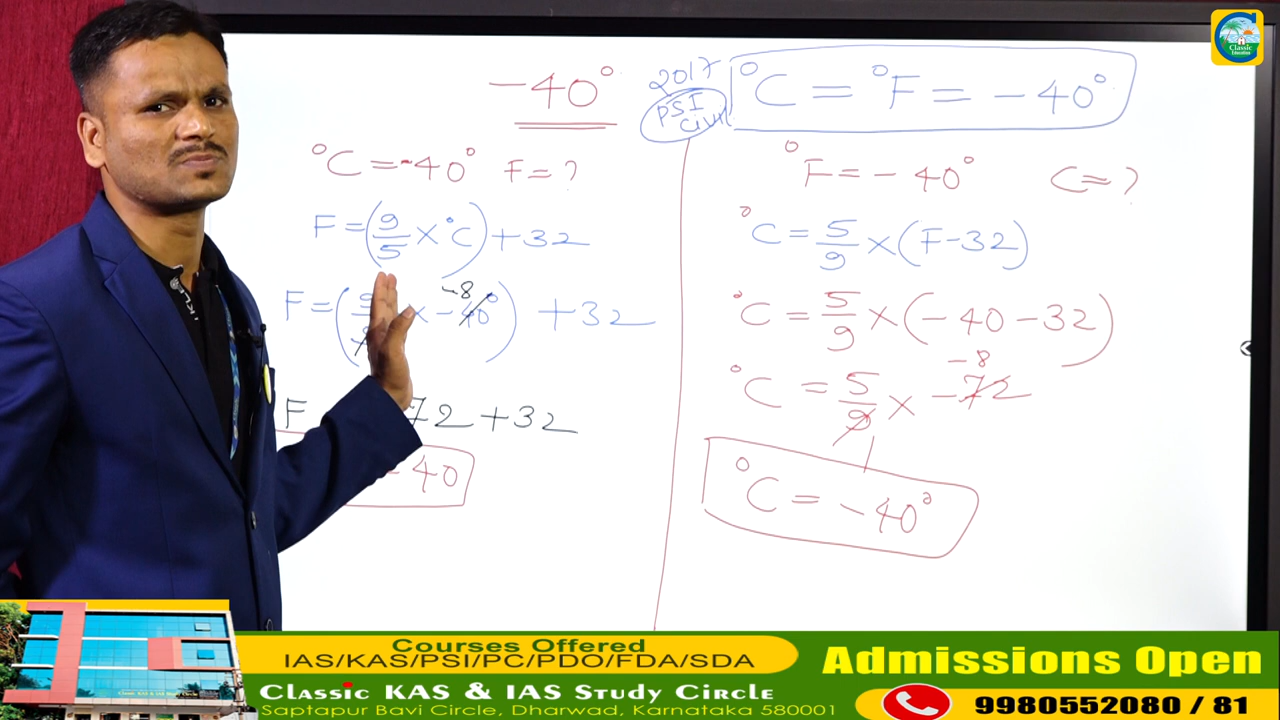 Classic
Education
-40°
2017
PSI
Civil
°C = °F = -40°
°C = -40° F = ?
F = (9/5 × °C) + 32
-8
F = (9/ × -40°) + 32
F 72 + 32
- 40
°F = -40° C = ?
°C = 5/9 × (F - 32)
°C = 5/9 × (-40 - 32)
-8
°C = 5/9 × -72
°C = -40°
Courses Offered
IAS/KAS/PSI/PC/PDO/FDA/SDA
Classic KAS & IAS Study Circle
Saptapur Bavi Circle, Dharwad, Karnataka 580001
Admissions Open
9980552080 / 81